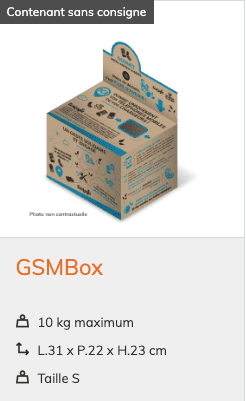 Contenant sans consigne
Photo non contractuelle
GSMBox
10 kg maximum
L.31 x P.22 x H.23 cm
Taille S